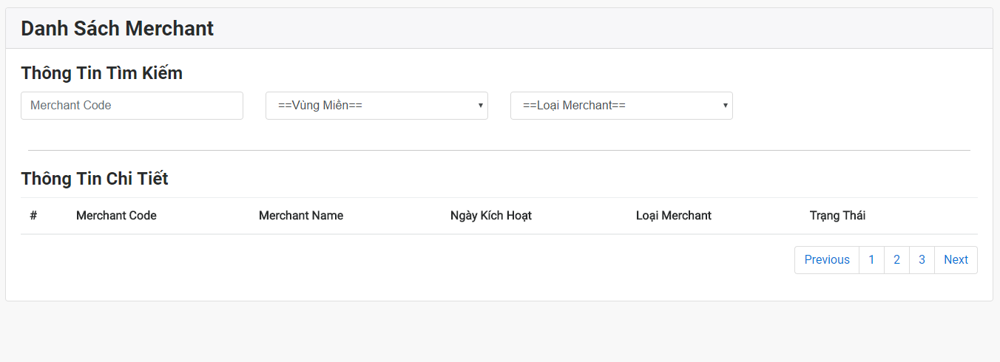 Danh Sách Merchant
Thông Tin Tìm Kiếm
Merchant Code ==Vùng Miền== ==Loại Merchant==
Thông Tin Chi Tiết
# Merchant Code Merchant Name Ngày Kích Hoạt Loại Merchant Trạng Thái
Previous 1 2 3 Next